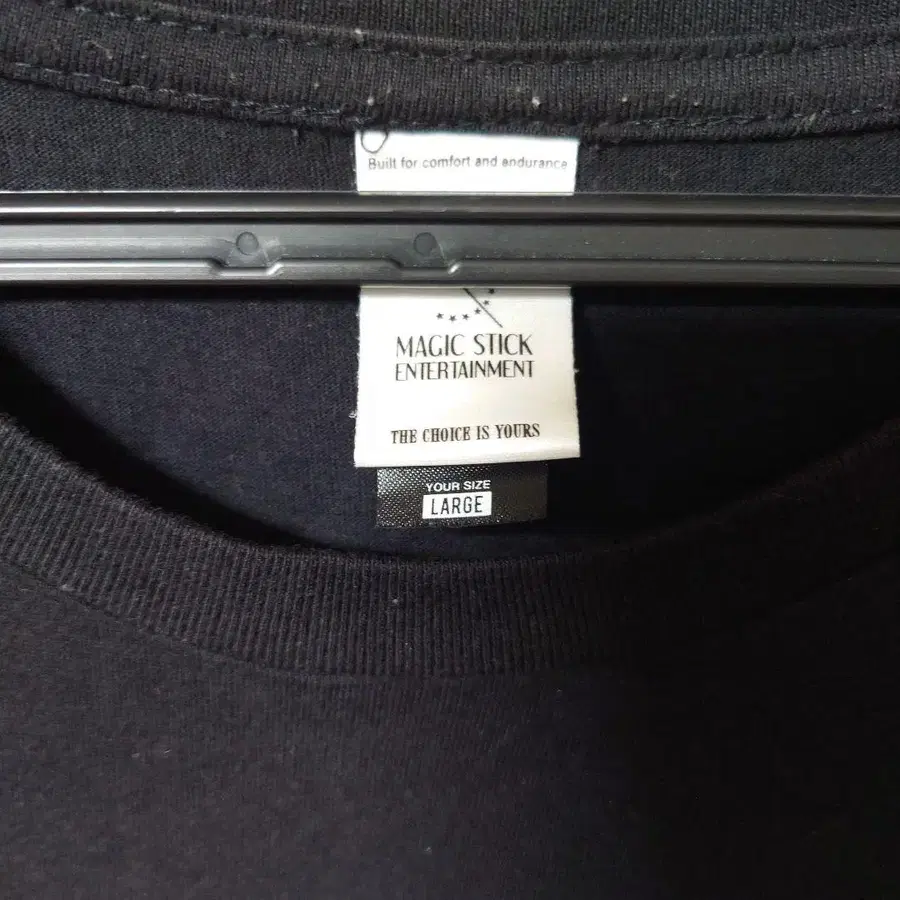 Built for comfort and endurance
MAGIC STICK
ENTERTAINMENT
THE CHOICE IS YOURS
YOUR SIZE
LARGE